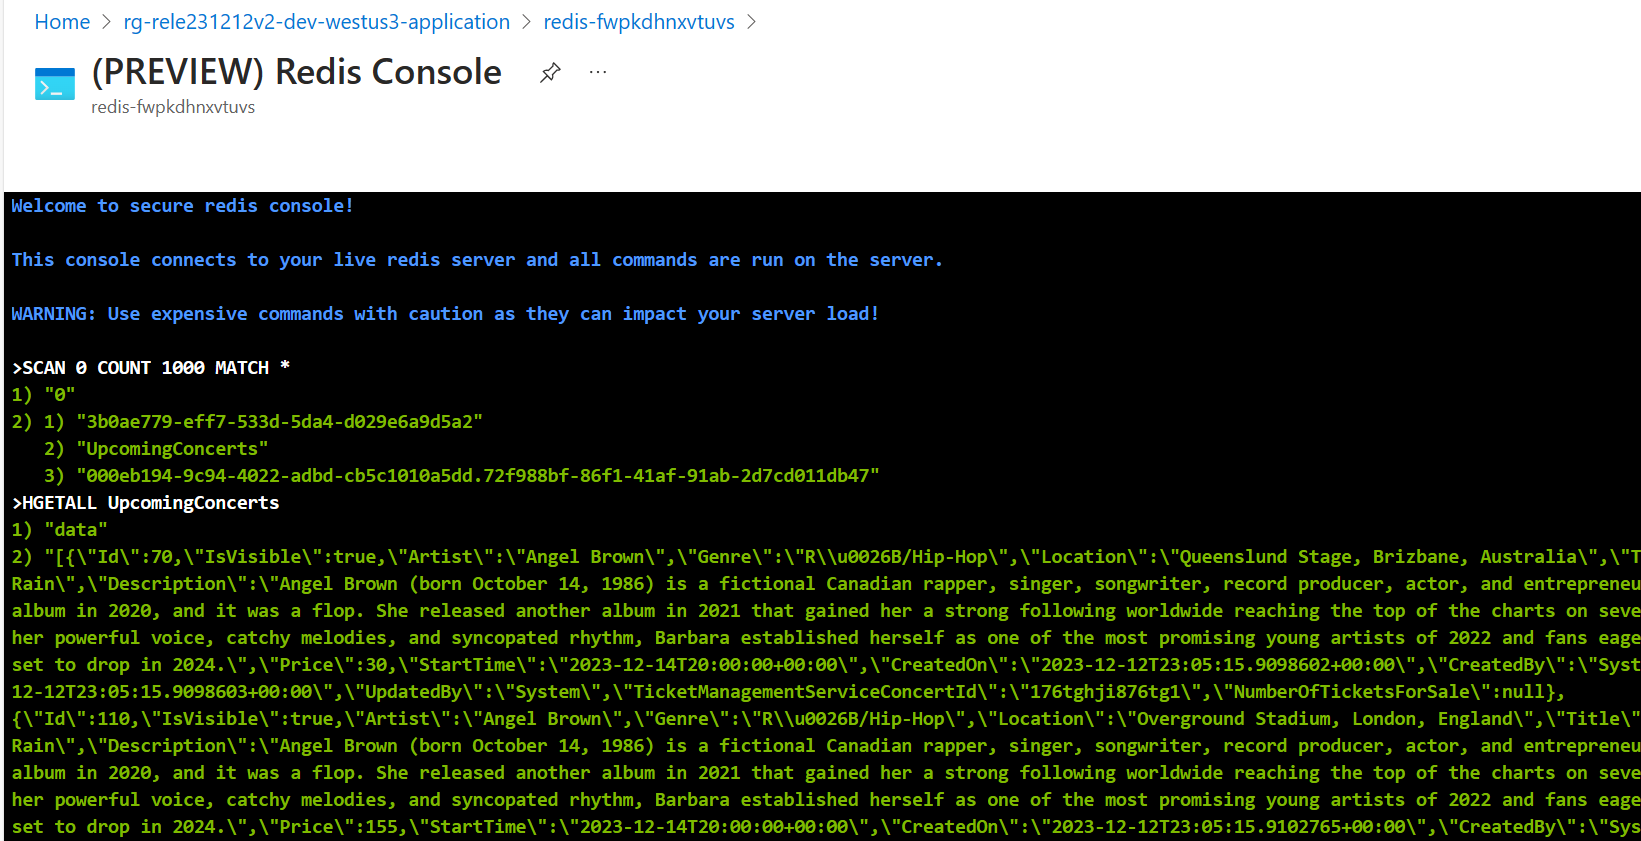 Home > rg-rele231212v2-dev-westus3-application > redis-fwpkdhnxvtuvs >
(PREVIEW) Redis Console
redis-fwpkdhnxvtuvs
Welcome to secure redis console!
This console connects to your live redis server and all commands are run on the server.
WARNING: Use expensive commands with caution as they can impact your server load!
>SCAN 0 COUNT 1000 MATCH *
1) "0"
2) 1) "3b0ae779-eff7-533d-5da4-d029e6a9d5a2"
2) "UpcomingConcerts"
3) "000eb194-9c94-4022-adbd-cb5c1010a5dd.72f988bf-86f1-41af-91ab-2d7cd011db47"
>HGETALL UpcomingConcerts
1) "data"
2) "[{\"Id\":70,\"IsVisible\":true,\"Artist\":\"Angel Brown\",\"Genre\":\"R\\u0026B/Hip-Hop\",\"Location\":\"Queenslund Stage, Brizbane, Australia\",\"T
Rain\",\"Description\":\"Angel Brown (born October 14, 1986) is a fictional Canadian rapper, singer, songwriter, record producer, actor, and entrepreneu
album in 2020, and it was a flop. She released another album in 2021 that gained her a strong following worldwide reaching the top of the charts on seve
her powerful voice, catchy melodies, and syncopated rhythm, Barbara established herself as one of the most promising young artists of 2022 and fans eage
set to drop in 2024.\",\"Price\":30,\"StartTime\":\"2023-12-14T20:00:00+00:00\",\"CreatedOn\":\"2023-12-12T23:05:15.9098602+00:00\",\"CreatedBy\":\"Syst
12-12T23:05:15.9098603+00:00\",\"UpdatedBy\":\"System\",\"TicketManagementServiceConcertId\":\"176tghji876tg1\",\"NumberOfTicketsForSale\":null},
{\"Id\":110,\"IsVisible\":true,\"Artist\":\"Angel Brown\",\"Genre\":\"R\\u0026B/Hip-Hop\",\"Location\":\"Overground Stadium, London, England\",\"Title\"
Rain\",\"Description\":\"Angel Brown (born October 14, 1986) is a fictional Canadian rapper, singer, songwriter, record producer, actor, and entrepreneu
album in 2020, and it was a flop. She released another album in 2021 that gained her a strong following worldwide reaching the top of the charts on seve
her powerful voice, catchy melodies, and syncopated rhythm, Barbara established herself as one of the most promising young artists of 2022 and fans eage
set to drop in 2024.\",\"Price\":155,\"StartTime\":\"2023-12-14T20:00:00+00:00\",\"CreatedOn\":\"2023-12-12T23:05:15.9102765+00:00\",\"CreatedBy\":\"Sys